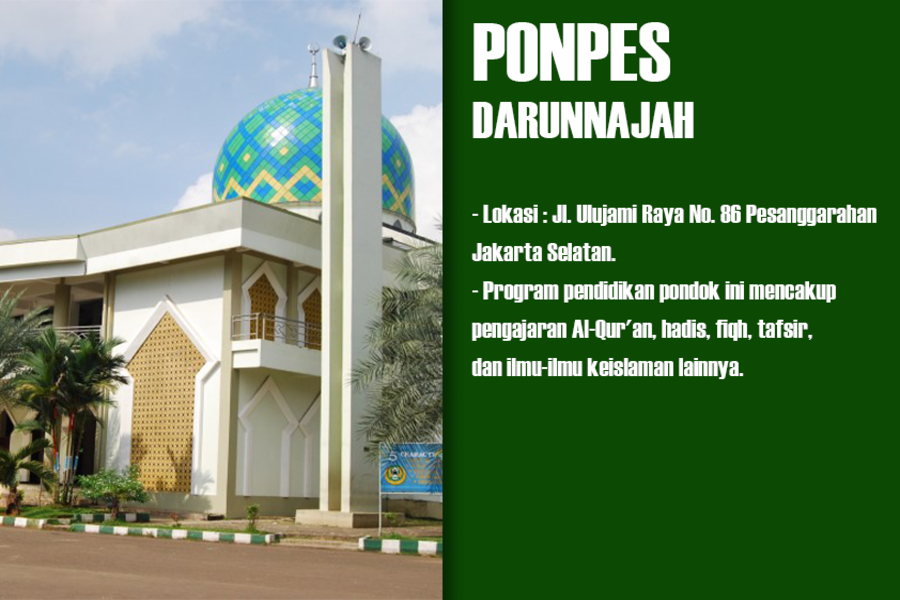 PONPES
DARUNNAJAH
- Lokasi : Jl. Ulujami Raya No. 86 Pesanggarahan
Jakarta Selatan.
- Program pendidikan pondok ini mencakup
pengajaran Al-Qur'an, hadis, fiqh, tafsir,
dan ilmu-ilmu keislaman lainnya.
5